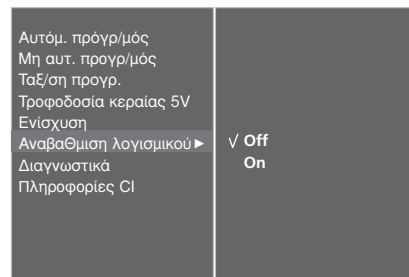 Αυτόμ. πρόγρ/μός
Μη αυτ. προγρ/μός
Ταξ/ση προγρ.
Τροφοδοσία κεραίας 5V
Ενίσχυση
ΑναβαΘμιση λογισμικού ►
√ Off
On
Διαγνωστικά
Πληροφορίες CI